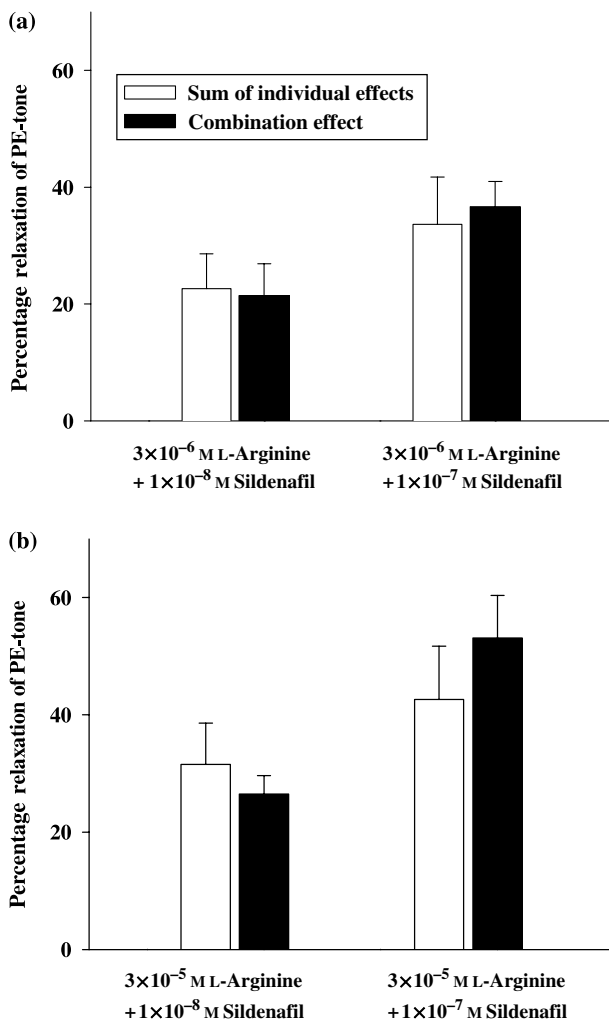 (a)
Percentage relaxation of PE-tone
60
40
20
0
Sum of individual effects
Combination effect
3×10⁻⁶ M L-Arginine
+ 1×10⁻⁸ M Sildenafil
3×10⁻⁶ M L-Arginine
+1×10⁻⁷ M Sildenafil
(b)
Percentage relaxation of PE-tone
60
40
20
0
3×10⁻⁵ M L-Arginine
+1×10⁻⁸ M Sildenafil
3×10⁻⁵ M L-Arginine
+1×10⁻⁷ M Sildenafil